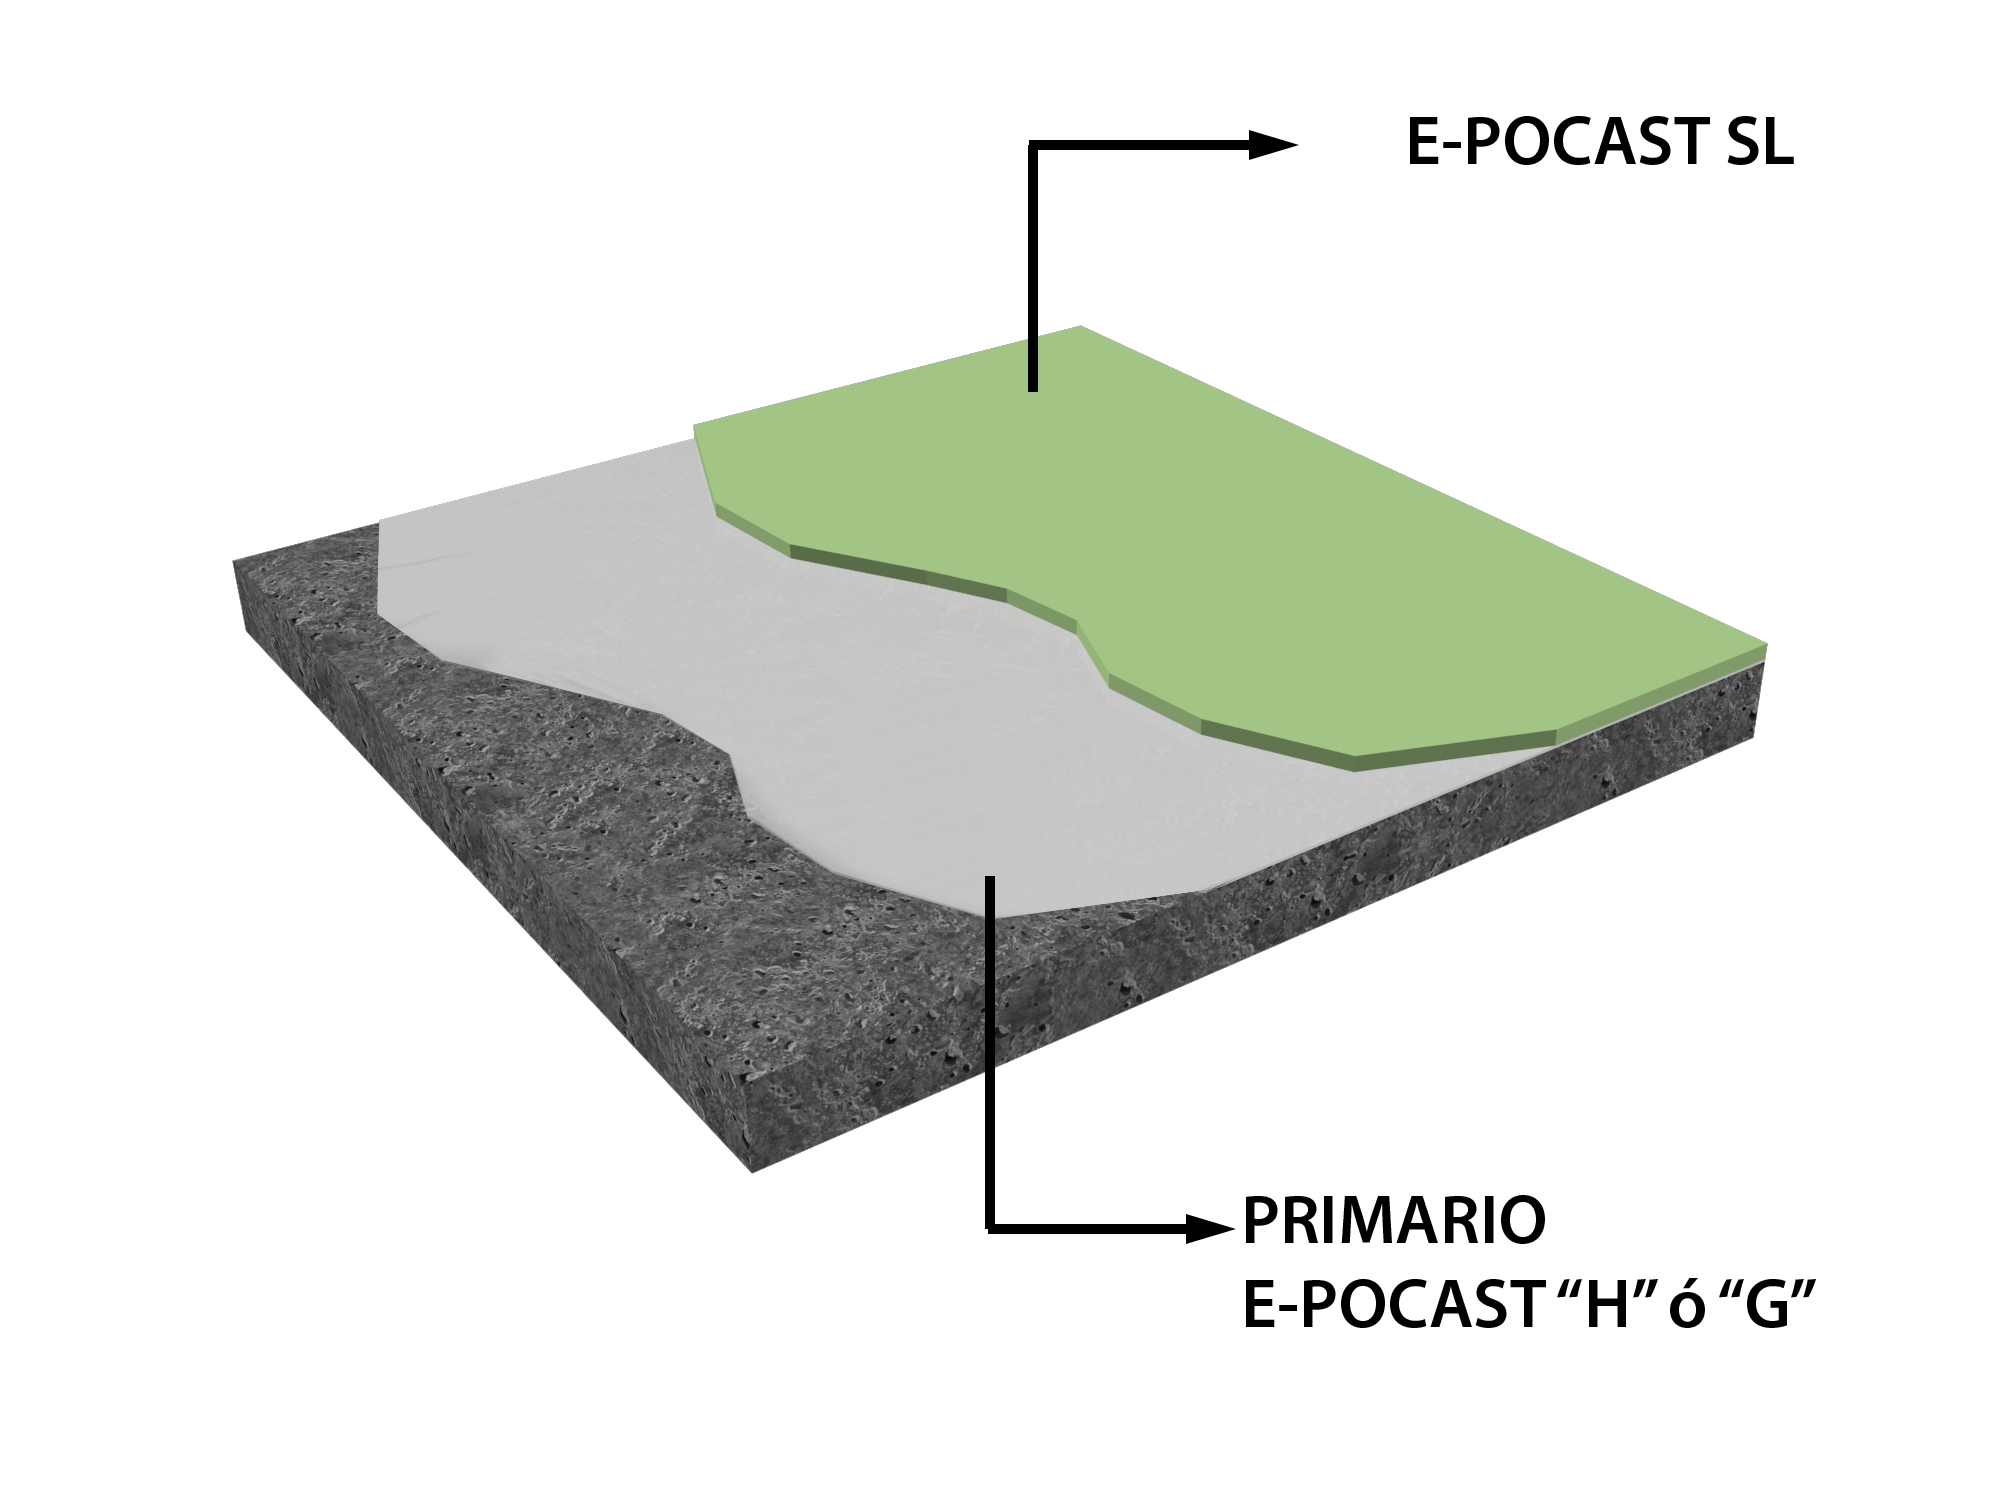 E-POCAST SL
PRIMARIO
E-POCAST “H” ó “G”